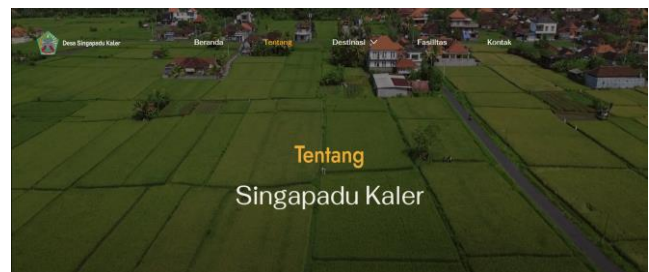 Desa Singapadu Kaler
Beranda
Tentang
Destinasi
Fasilitas
Kontak
Tentang
Singapadu Kaler